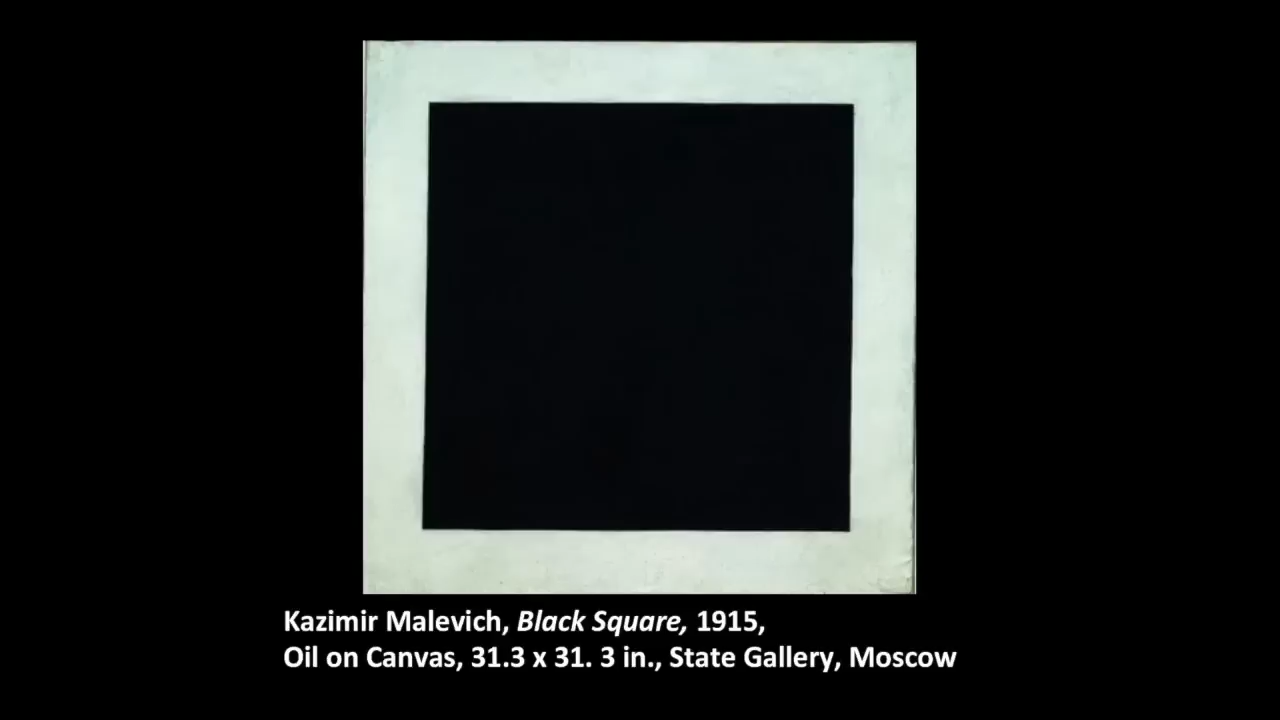 Kazimir Malevich, Black Square, 1915,
Oil on Canvas, 31.3 x 31. 3 in., State Gallery, Moscow